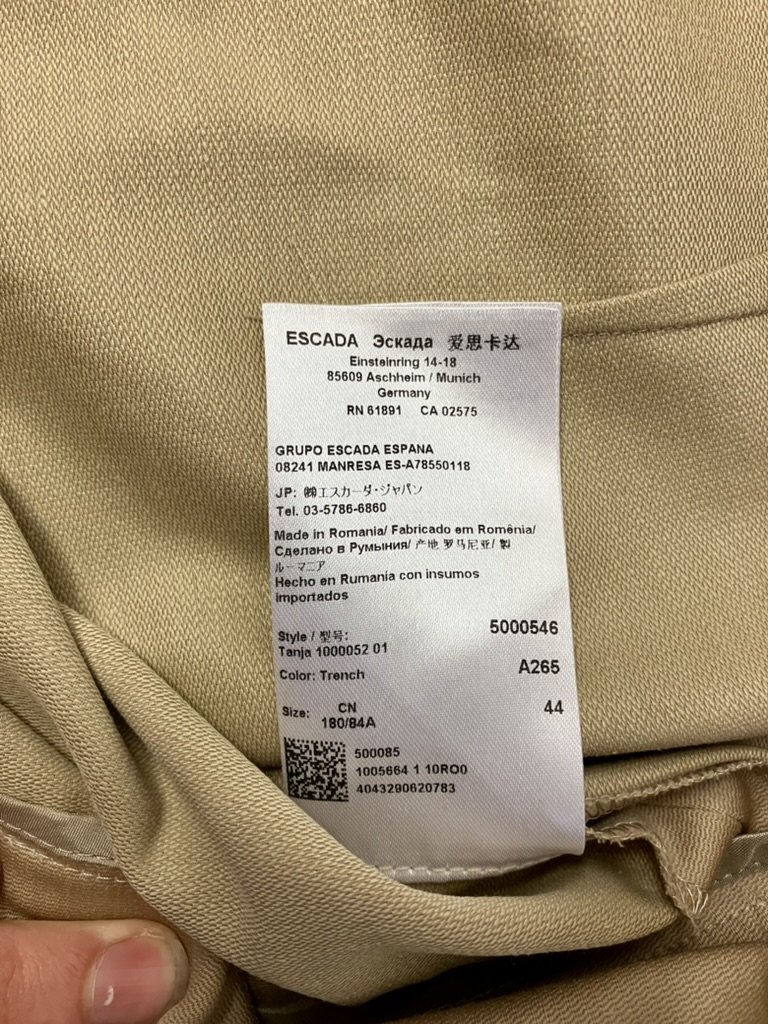 ESCADA Эскада 爱思卡达
Einsteinring 14-18
85609 Aschheim / Munich
Germany
RN 61891 CA 02575
GRUPO ESCADA ESPANA
08241 MANRESA ES-A78550118
JP: ㈱エスカーダ・ジャパン
Tel. 03-5786-6860
Made in Romania/ Fabricado em Romênia/
Сделано в Румыния/ 产地 罗马尼亚/ 製
ルーマニア
Hecho en Rumanía con insumos
importados
Style / 型号: 5000546
Tanja 1000052 01
Color: Trench A265
Size: CN 44
180/84A
500085
1005664 1 10RO0
4043290620783